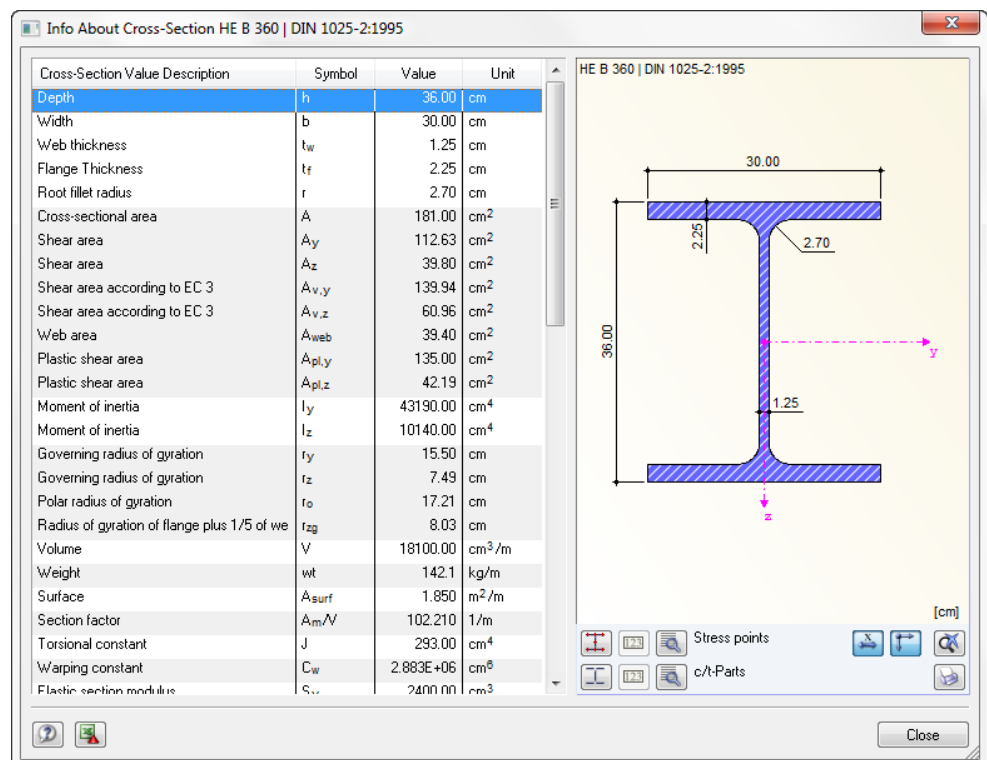 Info About Cross-Section HE B 360 | DIN 1025-2:1995
Cross-Section Value Description Symbol Value Unit
Depth h 36.00 cm
Width b 30.00 cm
Web thickness tw 1.25 cm
Flange Thickness tf 2.25 cm
Root fillet radius r 2.70 cm
Cross-sectional area A 181.00 cm2
Shear area Ay 112.63 cm2
Shear area Az 39.80 cm2
Shear area according to EC 3 Av,y 139.94 cm2
Shear area according to EC 3 Av,z 60.96 cm2
Web area Aweb 39.40 cm2
Plastic shear area Apl,y 135.00 cm2
Plastic shear area Apl,z 42.19 cm2
Moment of inertia Iy 43190.00 cm4
Moment of inertia Iz 10140.00 cm4
Governing radius of gyration ry 15.50 cm
Governing radius of gyration rz 7.49 cm
Polar radius of gyration ro 17.21 cm
Radius of gyration of flange plus 1/5 of we rzg 8.03 cm
Volume V 18100.00 cm3/m
Weight wt 142.1 kg/m
Surface Asurf 1.850 m2/m
Section factor Am/V 102.210 1/m
Torsional constant J 293.00 cm4
Warping constant Cw 2.883E+06 cm6
Elastic section modulus Sy 2400.00 cm3
HE B 360 | DIN 1025-2:1995
30.00
2.25
2.70
36.00
y
1.25
z
[cm]
123 Stress points x
123 c/t-Parts
Close